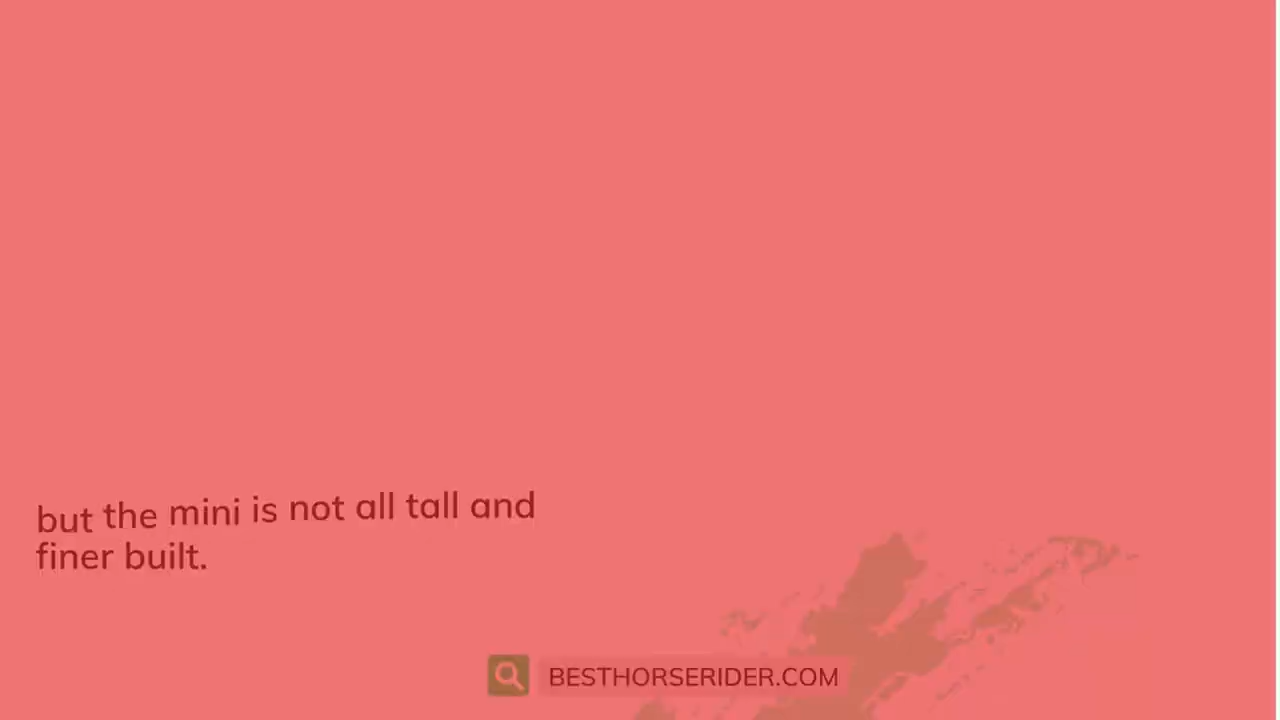 but the mini is not all tall and
finer built.
BESTHORSERIDER.COM